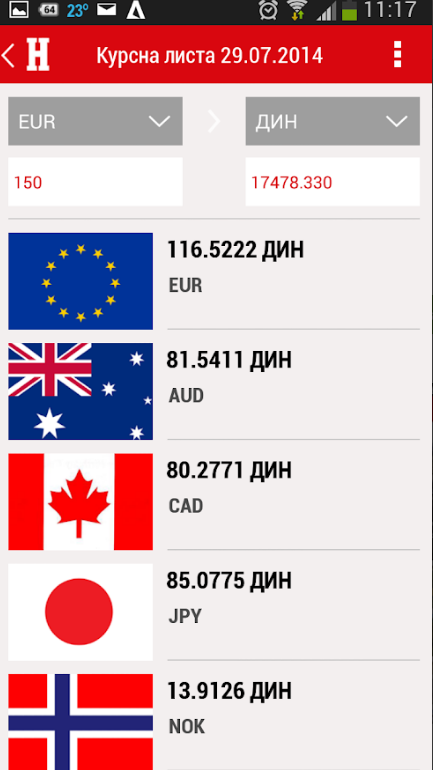 64 23° 11:17
H Курсна листа 29.07.2014
EUR ДИН
150 17478.330
116.5222 ДИН
EUR
81.5411 ДИН
AUD
80.2771 ДИН
CAD
85.0775 ДИН
JPY
13.9126 ДИН
NOK